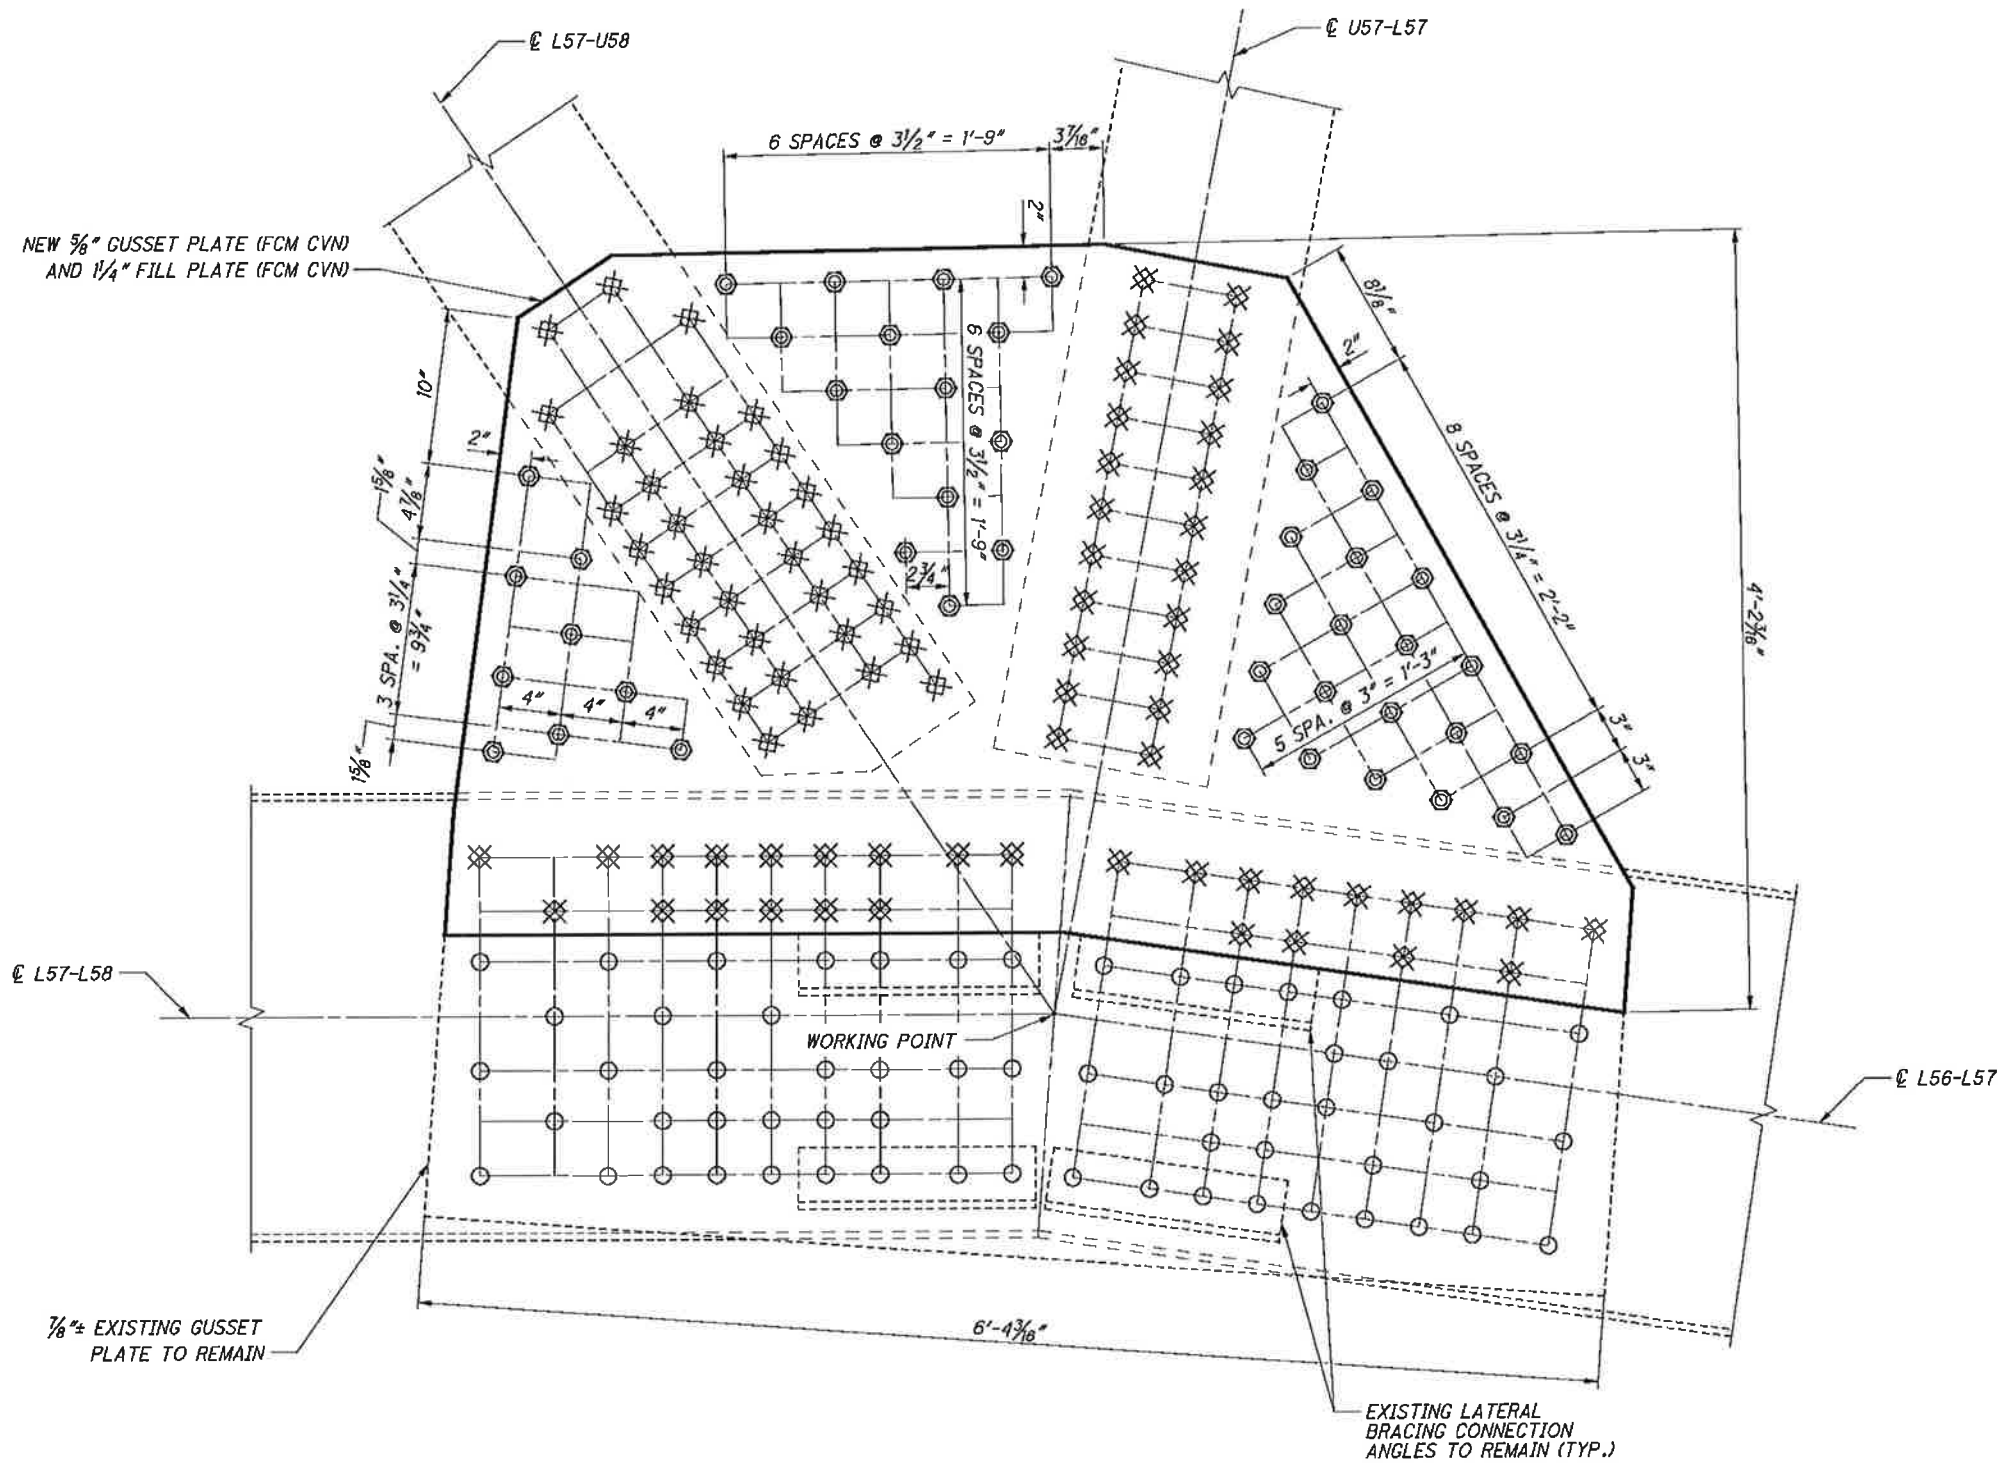 ℄ L57-U58
℄ U57-L57
6 SPACES @ 3½" = 1'-9"
3⁷⁄₁₆"
2"
NEW ⅝" GUSSET PLATE (FCM CVN)
AND 1¼" FILL PLATE (FCM CVN)
8⅛"
2"
10"
6 SPACES @ 3½" = 1'-9"
8 SPACES @ 3¼" = 2'-2"
2"
1⅝"
4⅞"
2¾"
4'-2³⁄₁₆"
3 SPA. @ 3¼"
= 9¾"
5 SPA. @ 3" = 1'-3"
4"
4"
4"
3"
3"
1⅝"
℄ L57-L58
WORKING POINT
℄ L56-L57
⅞"± EXISTING GUSSET
PLATE TO REMAIN
6'-4³⁄₁₆"
EXISTING LATERAL
BRACING CONNECTION
ANGLES TO REMAIN (TYP.)